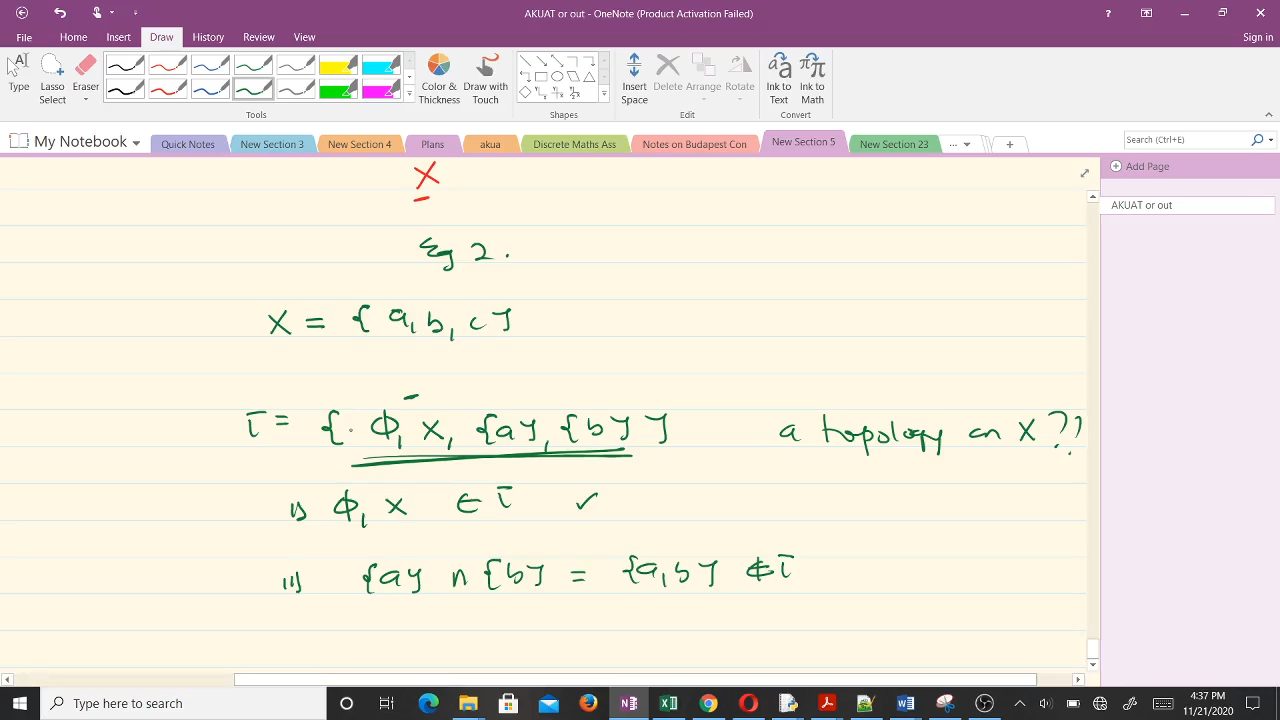 AKUAT or out - OneNote (Product Activation Failed)
File Home Insert Draw History Review View Sign in
Type Lasso Select Eraser Color & Thickness Draw with Touch Insert Space Delete Arrange Rotate Ink to Text Ink to Math
Tools Shapes Edit Convert
My Notebook Quick Notes New Section 3 New Section 4 Plans akua Discrete Maths Ass Notes on Budapest Con New Section 5 New Section 23 ... Search (Ctrl+E)
Add Page
AKUAT or out
X
Eg 2.
X = {a, b, c}
τ = {. Φ, X, {a}, {b} } a topology on X ??
i) Φ, X ∈ τ ✓
ii) {a} ∩ {b} = {a, b} ∉ τ
Type here to search
4:37 PM
11/21/2020